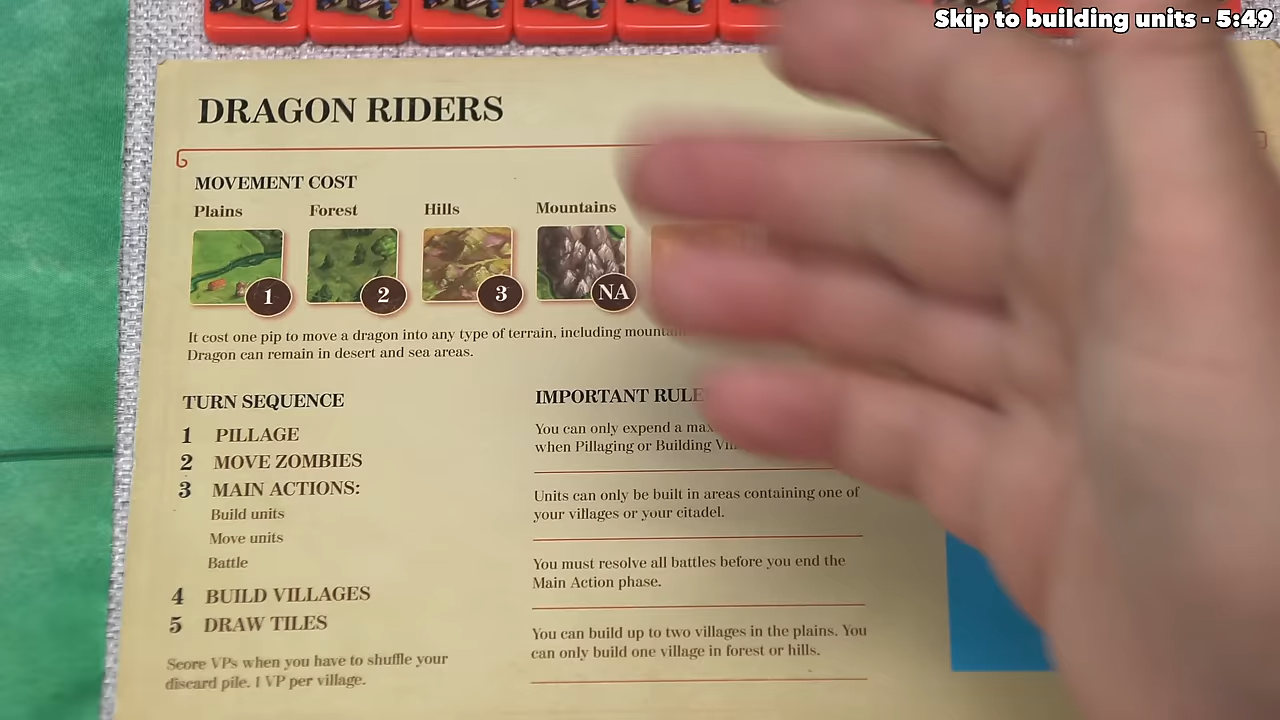 Skip to building units - 5:49
DRAGON RIDERS
MOVEMENT COST
Plains Forest Hills Mountains
1 2 3 NA
It cost one pip to move a dragon into any type of terrain, including
Dragon can remain in desert and sea areas.
TURN SEQUENCE
1 PILLAGE
2 MOVE ZOMBIES
3 MAIN ACTIONS:
Build units
Move units
Battle
4 BUILD VILLAGES
5 DRAW TILES
Score VPs when you have to shuffle your
discard pile. 1 VP per village.
IMPORTANT
You can only expend a
when Pillaging or Building
Units can only be built in areas containing one of
your villages or your citadel.
You must resolve all battles before you end the
Main Action phase.
You can build up to two villages in the plains. You
can only build one village in forest or hills.